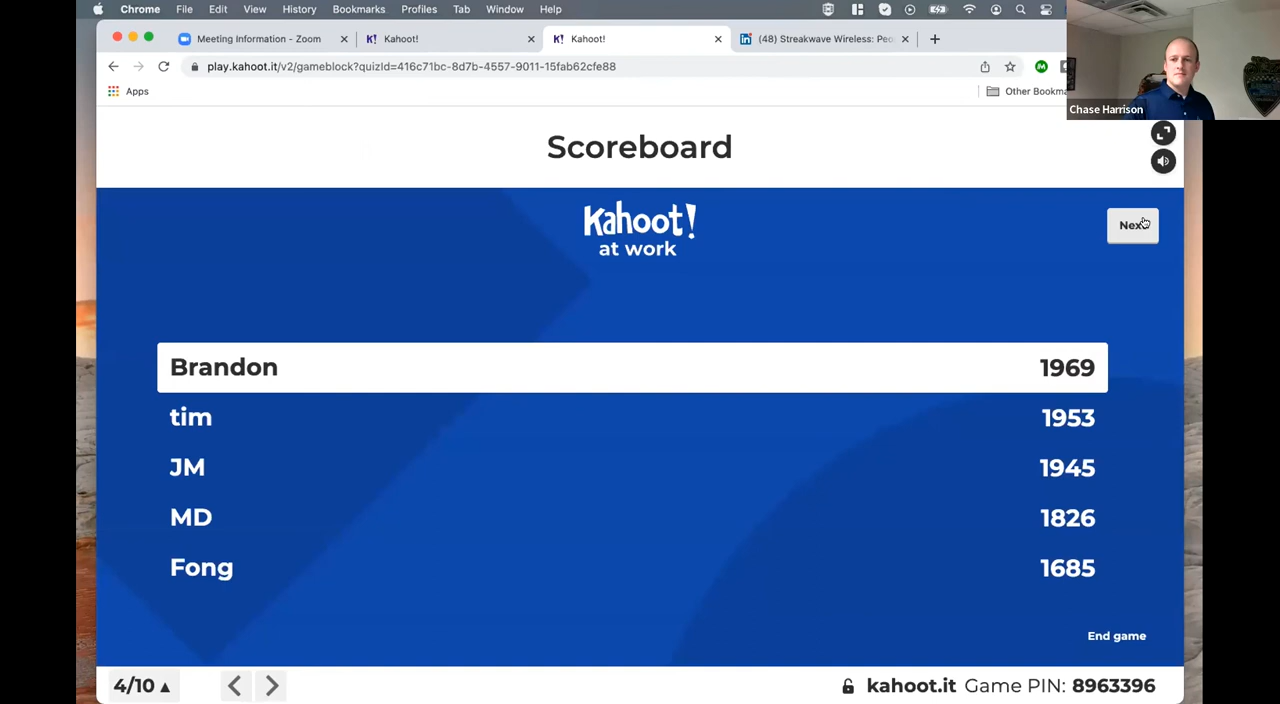 Chrome File Edit View History Bookmarks Profiles Tab Window Help
Meeting Information - Zoom
Kahoot!
Kahoot!
(48) Streakwave Wireless: Peo
play.kahoot.it/v2/gameblock?quizId=416c71bc-8d7b-4557-9011-15fab62cfe88
Apps
Other Bookma
Chase Harrison
Scoreboard
Kahoot!
at work
Next
Brandon 1969
tim 1953
JM 1945
MD 1826
Fong 1685
End game
4/10
kahoot.it Game PIN: 8963396